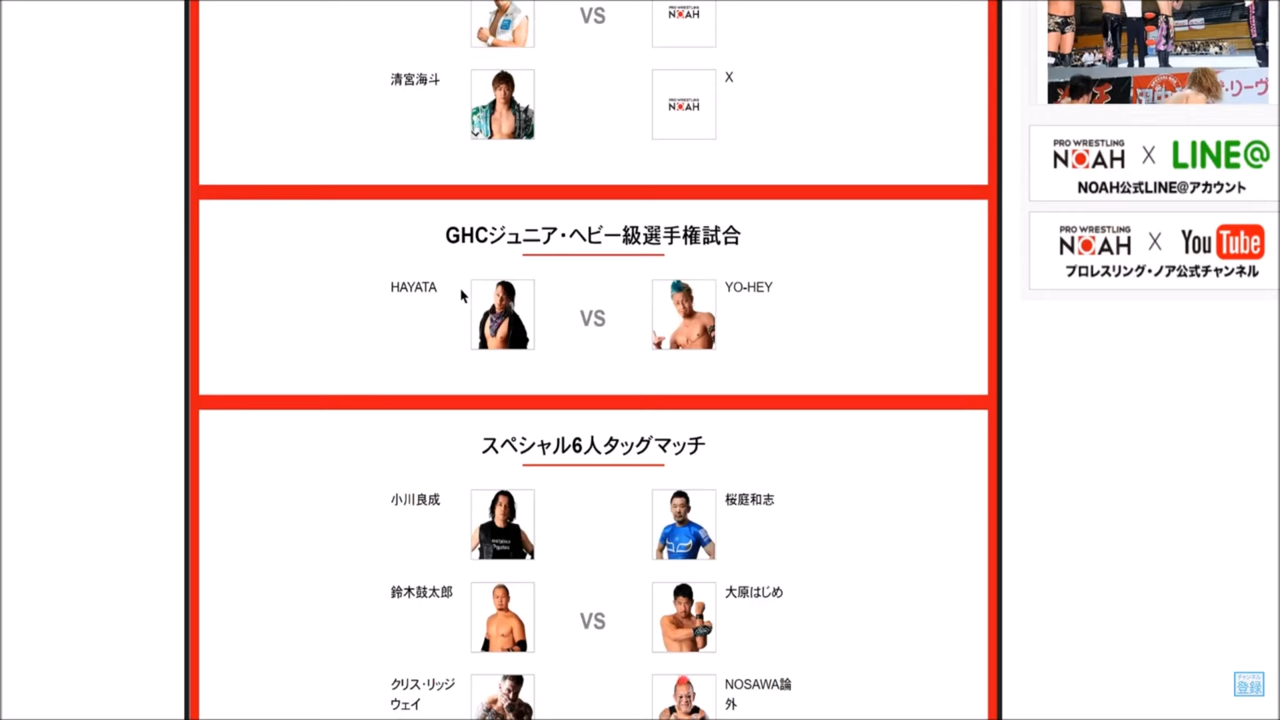 VS
PRO WRESTLING
NOAH
清宮海斗
PRO WRESTLING
NOAH
X
GHCジュニア・ヘビー級選手権試合
HAYATA
VS
YO-HEY
スペシャル6人タッグマッチ
小川良成
桜庭和志
鈴木鼓太郎
VS
大原はじめ
クリス・リッジ
ウェイ
NOSAWA論
外
PRO WRESTLING
NOAH X LINE@
NOAH公式LINE@アカウント
PRO WRESTLING
NOAH X YouTube
プロレスリング・ノア公式チャンネル
チャンネル
登録